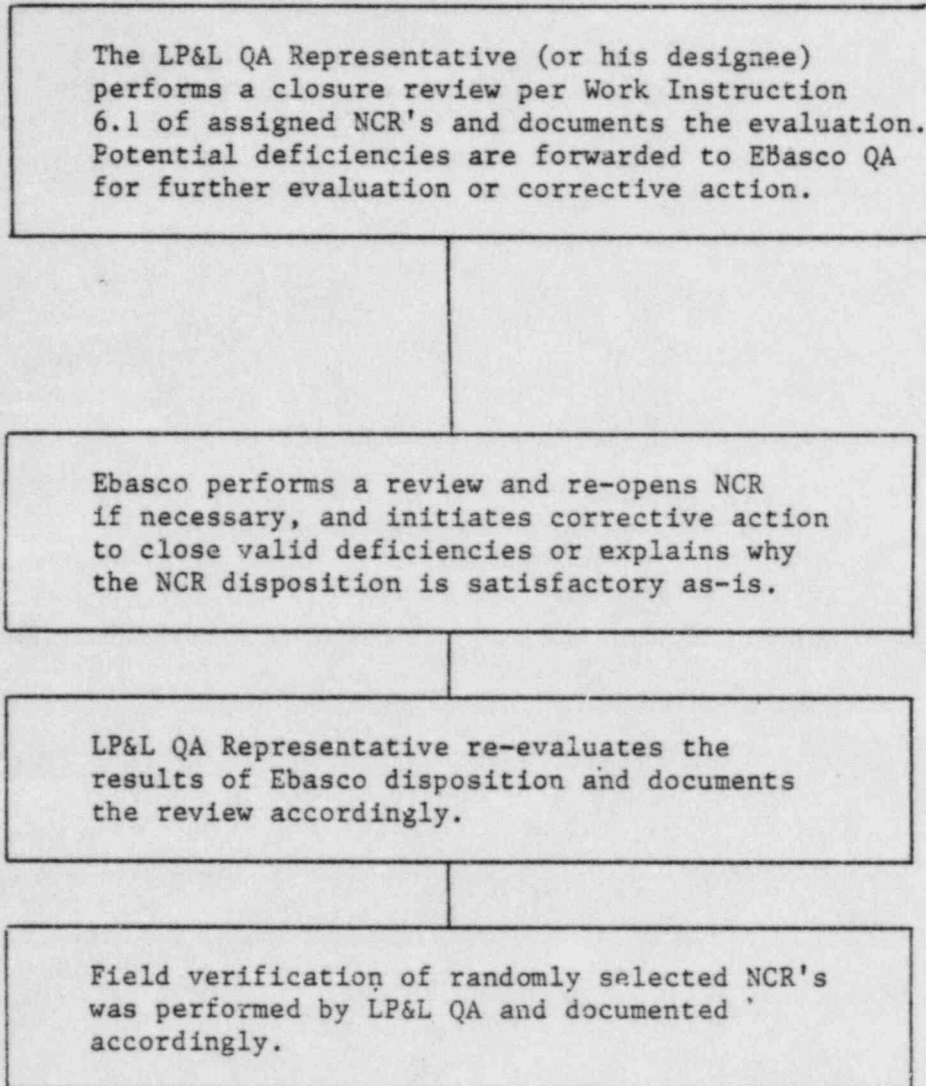 The LP&L QA Representative (or his designee)
performs a closure review per Work Instruction
6.1 of assigned NCR's and documents the evaluation.
Potential deficiencies are forwarded to Ebasco QA
for further evaluation or corrective action.
Ebasco performs a review and re-opens NCR
if necessary, and initiates corrective action
to close valid deficiencies or explains why
the NCR disposition is satisfactory as-is.
LP&L QA Representative re-evaluates the
results of Ebasco disposition and documents
the review accordingly.
Field verification of randomly selected NCR's
was performed by LP&L QA and documented
accordingly.